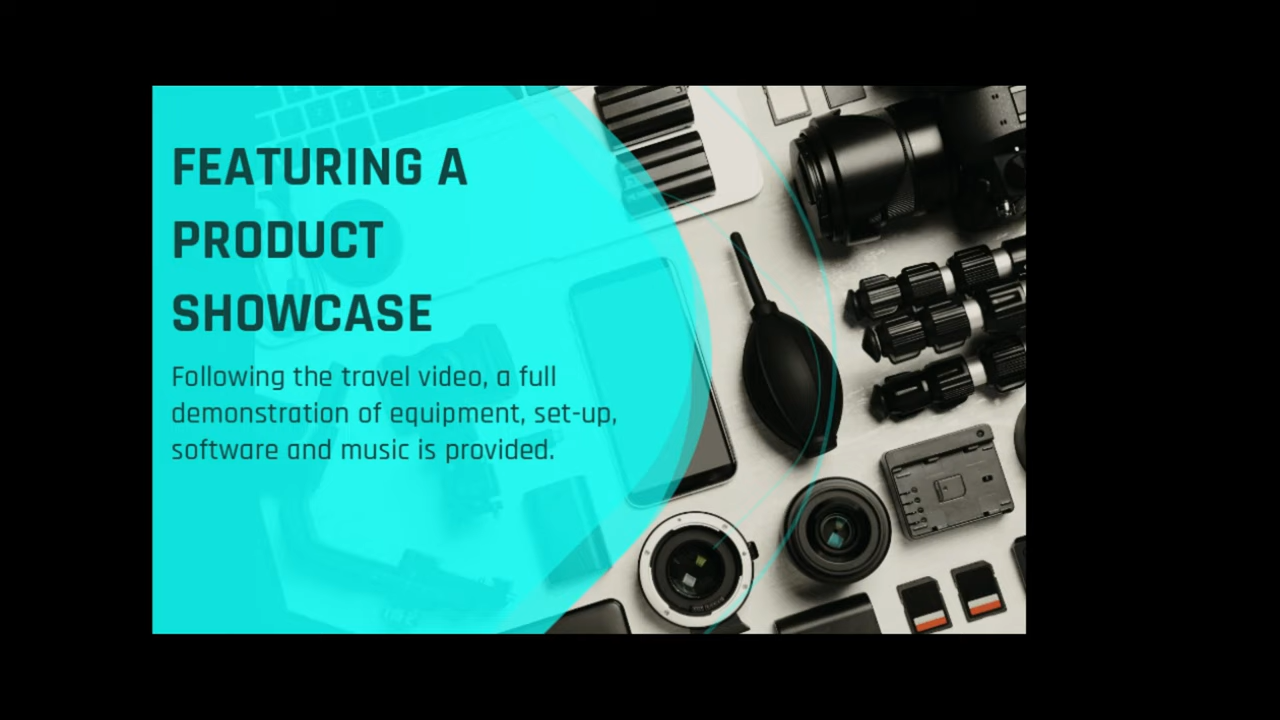 FEATURING A
PRODUCT
SHOWCASE
Following the travel video, a full
demonstration of equipment, set-up,
software and music is provided.